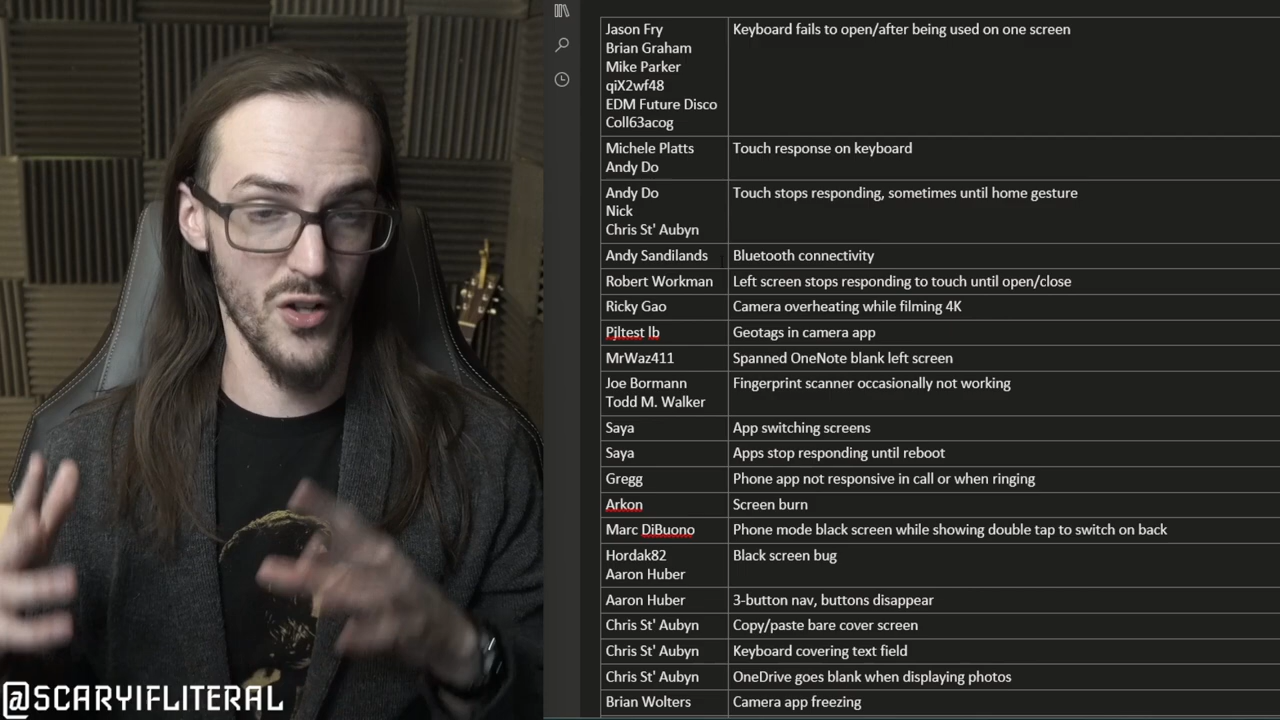 Jason Fry
Brian Graham
Mike Parker
qiX2wf48
EDM Future Disco
Coll63acog
Keyboard fails to open/after being used on one screen
Michele Platts
Andy Do
Touch response on keyboard
Andy Do
Nick
Chris St' Aubyn
Touch stops responding, sometimes until home gesture
Andy Sandilands
Bluetooth connectivity
Robert Workman
Left screen stops responding to touch until open/close
Ricky Gao
Camera overheating while filming 4K
Pjltest lb
Geotags in camera app
MrWaz411
Spanned OneNote blank left screen
Joe Bormann
Todd M. Walker
Fingerprint scanner occasionally not working
Saya
App switching screens
Saya
Apps stop responding until reboot
Gregg
Phone app not responsive in call or when ringing
Arkon
Screen burn
Marc DiBuono
Phone mode black screen while showing double tap to switch on back
Hordak82
Aaron Huber
Black screen bug
Aaron Huber
3-button nav, buttons disappear
Chris St' Aubyn
Copy/paste bare cover screen
Chris St' Aubyn
Keyboard covering text field
Chris St' Aubyn
OneDrive goes blank when displaying photos
Brian Wolters
Camera app freezing
@SCARYIFLITERAL